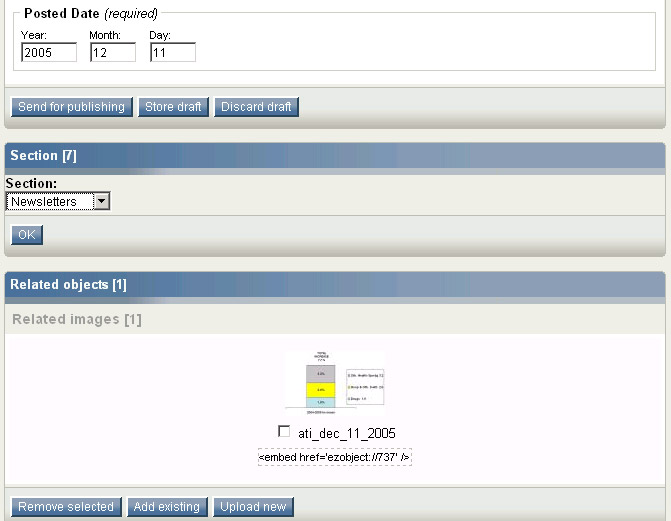 Posted Date (required)
Year: Month: Day:
2005 12 11
Send for publishing Store draft Discard draft
Section [7]
Section:
Newsletters
OK
Related objects [1]
Related images [1]
TOTAL
INCREASE
ati_dec_11_2005
<embed href='ezobject://737' />
Remove selected Add existing Upload new